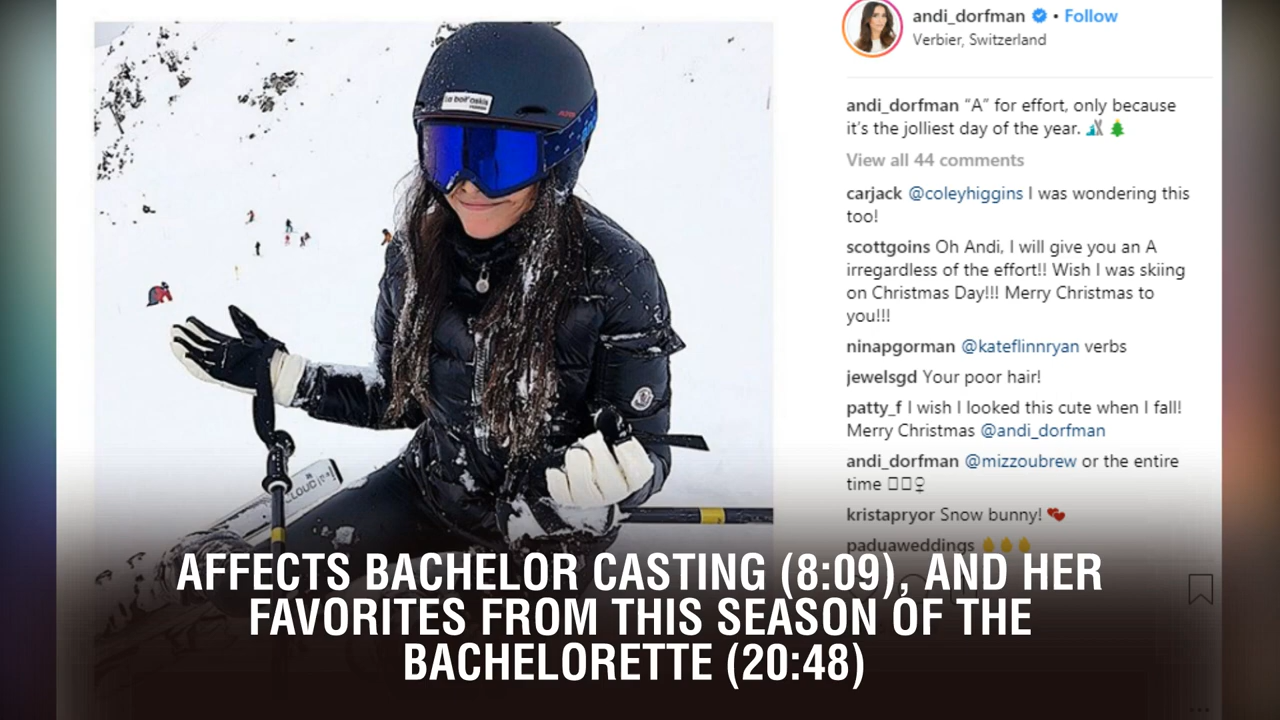 andi_dorfman • Follow
Verbier, Switzerland
andi_dorfman “A” for effort, only because
it's the jolliest day of the year.
View all 44 comments
carjack @coleyhiggins I was wondering this
too!
scottgoins Oh Andi, I will give you an A
irregardless of the effort!! Wish I was skiing
on Christmas Day!!! Merry Christmas to
you!!!
ninapgorman @kateflinnryan verbs
jewelsgd Your poor hair!
patty_f I wish I looked this cute when I fall!
Merry Christmas @andi_dorfman
andi_dorfman @mizzoubrew or the entire
time
kristapryor Snow bunny!
paduaweddings
CLOUD
AFFECTS BACHELOR CASTING (8:09), AND HER
FAVORITES FROM THIS SEASON OF THE
BACHELORETTE (20:48)